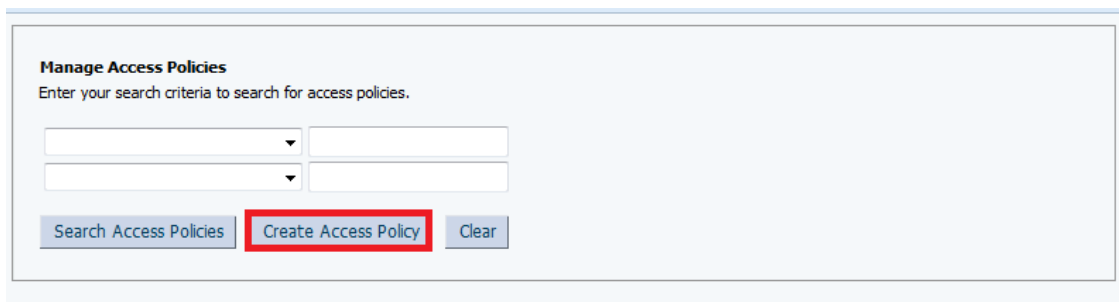 Manage Access Policies
Enter your search criteria to search for access policies.
Search Access Policies Create Access Policy Clear